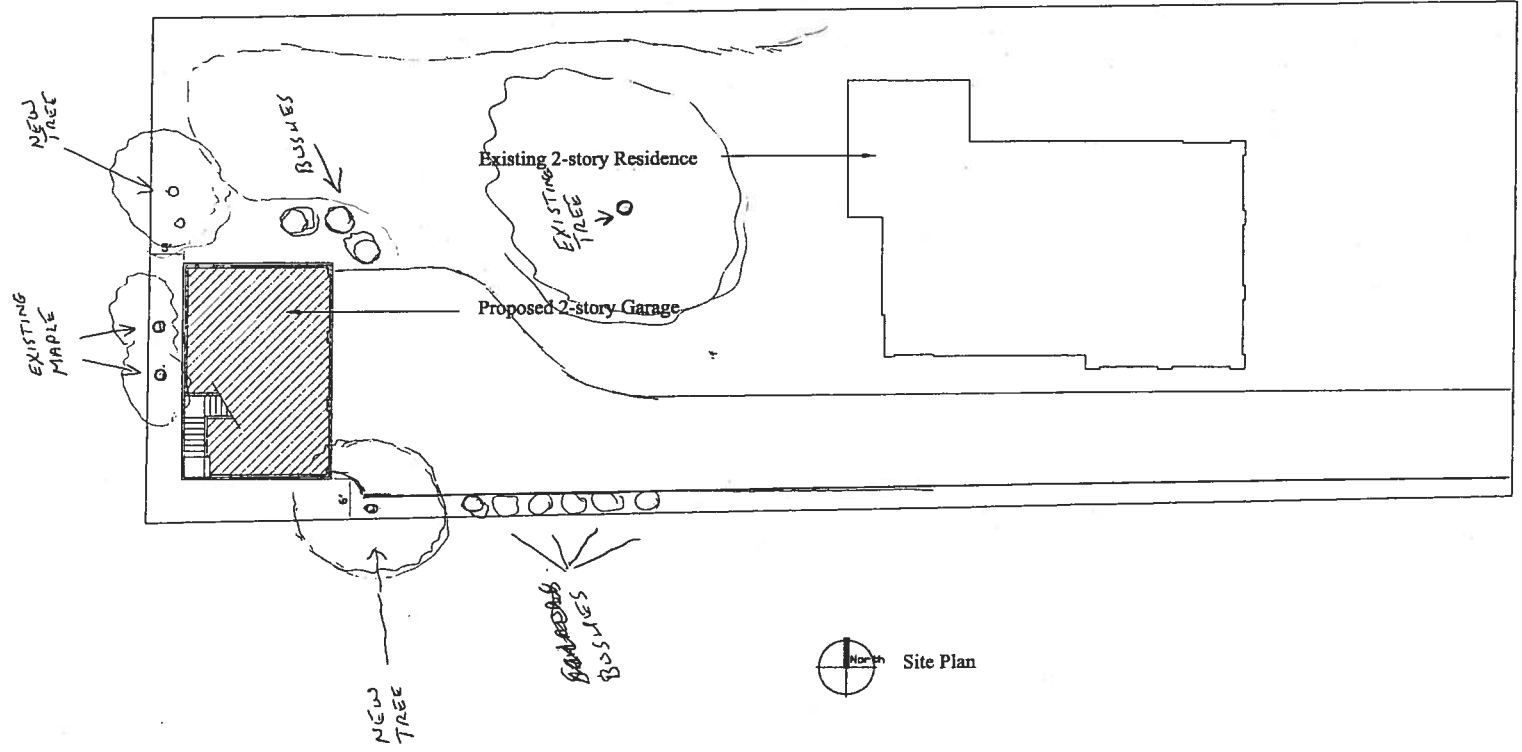 NEW
TREE
BUSHES
Existing 2-story Residence
EXISTING
TREE
5'
Proposed 2-story Garage
EXISTING
MAPLE
6'
BUSHES
NEW
TREE
North
Site Plan